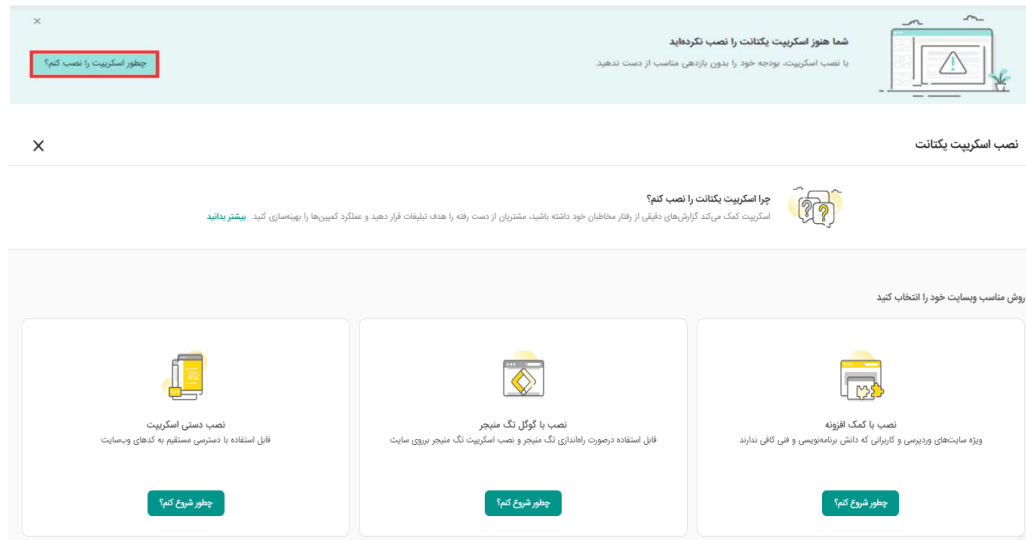 شما هنوز اسکریپت یکتانت را نصب نکرده‌اید
با نصب اسکریپت، بودجه خود را بدون بازدهی مناسب از دست ندهید.
چطور اسکریپت را نصب کنم؟
نصب اسکریپت یکتانت
چرا اسکریپت یکتانت را نصب کنم؟
اسکریپت کمک می‌کند گزارش‌های دقیقی از رفتار مخاطبان خود داشته باشید، مشتریان از دست رفته را هدف تبلیغات قرار دهید و عملکرد کمپین‌ها را بهینه‌سازی کنید. بیشتر بدانید
روش مناسب وبسایت خود را انتخاب کنید
نصب با کمک افزونه
ویژه سایت‌های وردپرسی و کاربرانی که دانش برنامه‌نویسی و فنی کافی ندارند
چطور شروع کنم؟
نصب با گوگل تگ منیجر
قابل استفاده درصورت راه‌اندازی تگ منیجر و نصب اسکریپت تگ منیجر برروی سایت
چطور شروع کنم؟
نصب دستی اسکریپت
قابل استفاده با دسترسی مستقیم به کدهای وب‌سایت
چطور شروع کنم؟